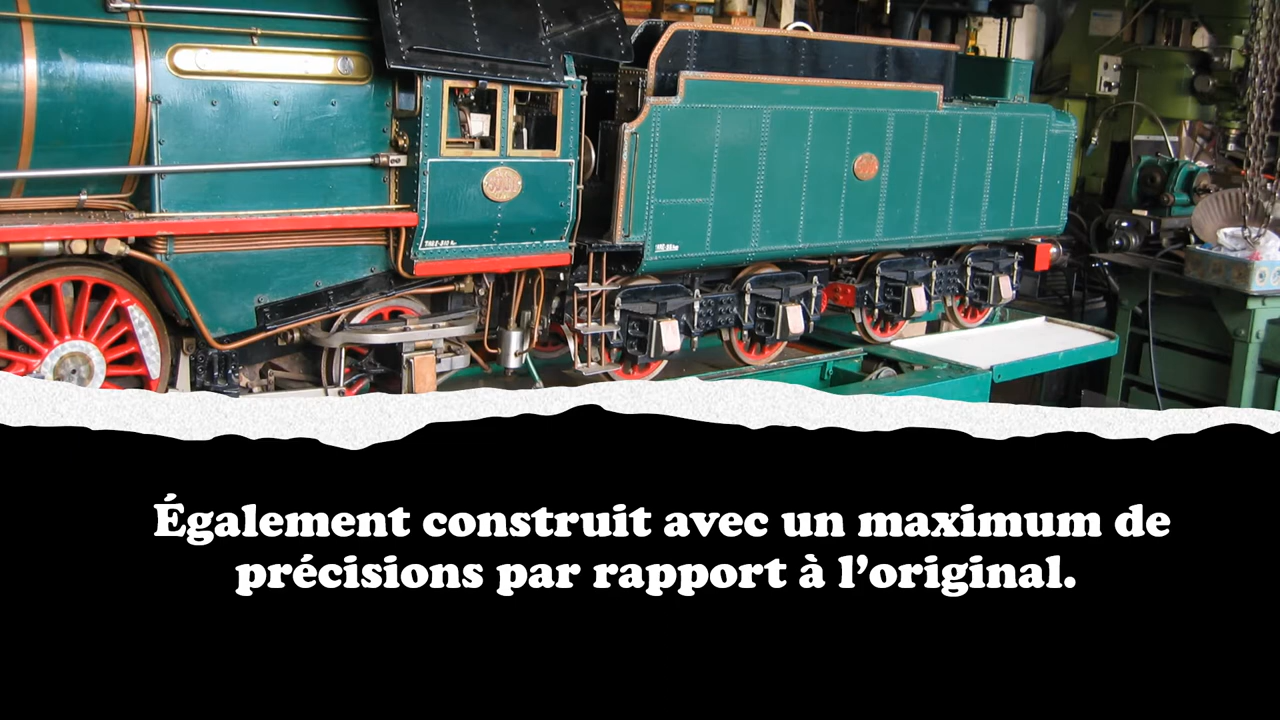 Également construit avec un maximum de
précisions par rapport à l’original.